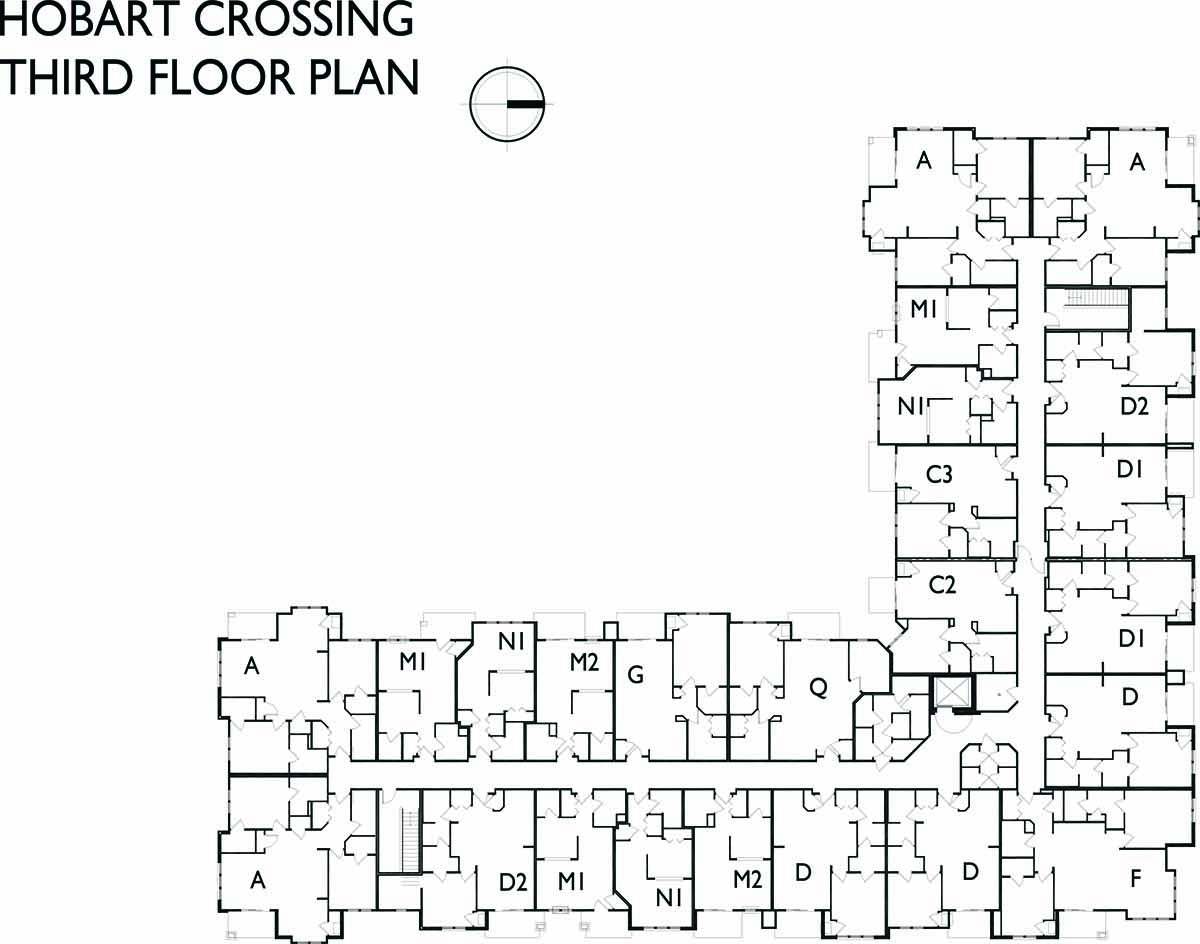 HOBART CROSSING
THIRD FLOOR PLAN
A
A
M1
D2
N1
D1
C3
C2
D1
N1
M1
M2
A
G
Q
D
A
D2
M1
N1
M2
D
D
F